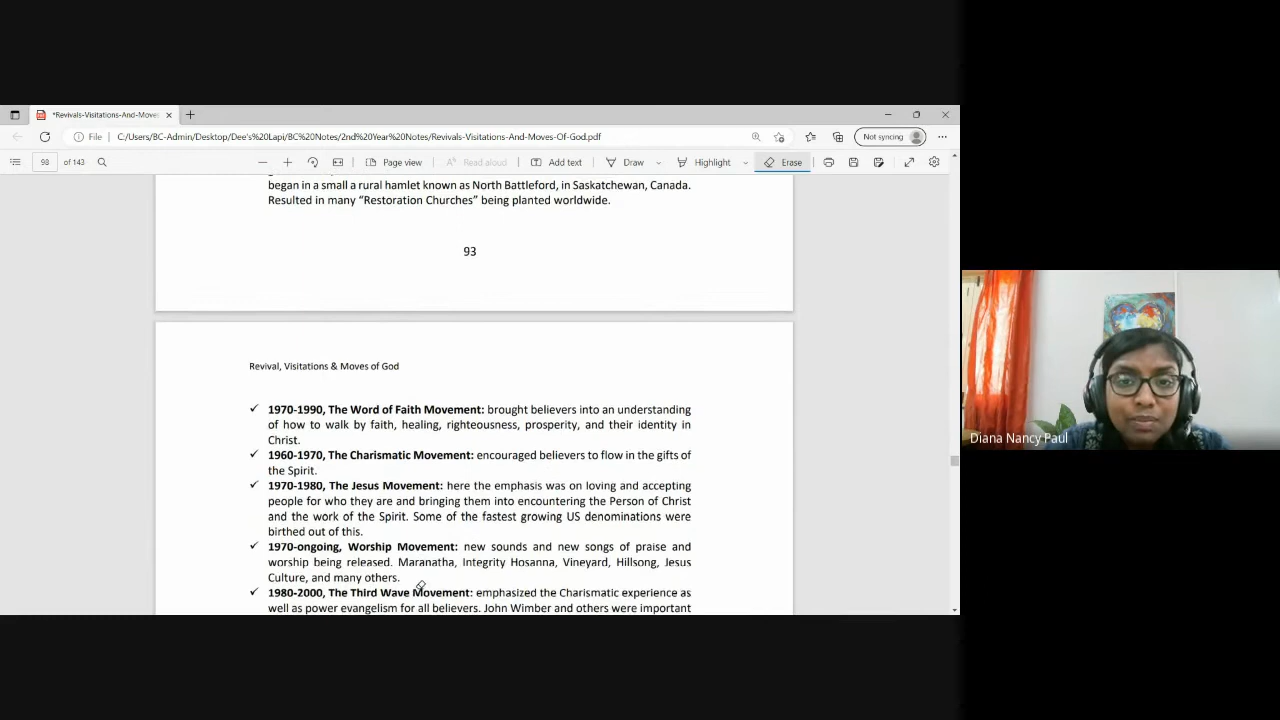 *Revivals-Visitations-And-Moves
File
C:/Users/BC-Admin/Desktop/Dee's%20Lapi/BC%20Notes/2nd%20Year%20Notes/Revivals-Visitations-And-Moves-Of-God.pdf
Not syncing
98 of 143
Page view
Read aloud
Add text
Draw
Highlight
Erase
began in a small a rural hamlet known as North Battleford, in Saskatchewan, Canada.
Resulted in many “Restoration Churches” being planted worldwide.
93
Revival, Visitations & Moves of God
✓ 1970-1990, The Word of Faith Movement: brought believers into an understanding
of how to walk by faith, healing, righteousness, prosperity, and their identity in
Christ.
✓ 1960-1970, The Charismatic Movement: encouraged believers to flow in the gifts of
the Spirit.
✓ 1970-1980, The Jesus Movement: here the emphasis was on loving and accepting
people for who they are and bringing them into encountering the Person of Christ
and the work of the Spirit. Some of the fastest growing US denominations were
birthed out of this.
✓ 1970-ongoing, Worship Movement: new sounds and new songs of praise and
worship being released. Maranatha, Integrity Hosanna, Vineyard, Hillsong, Jesus
Culture, and many others.
✓ 1980-2000, The Third Wave Movement: emphasized the Charismatic experience as
well as power evangelism for all believers. John Wimber and others were important
Diana Nancy Paul